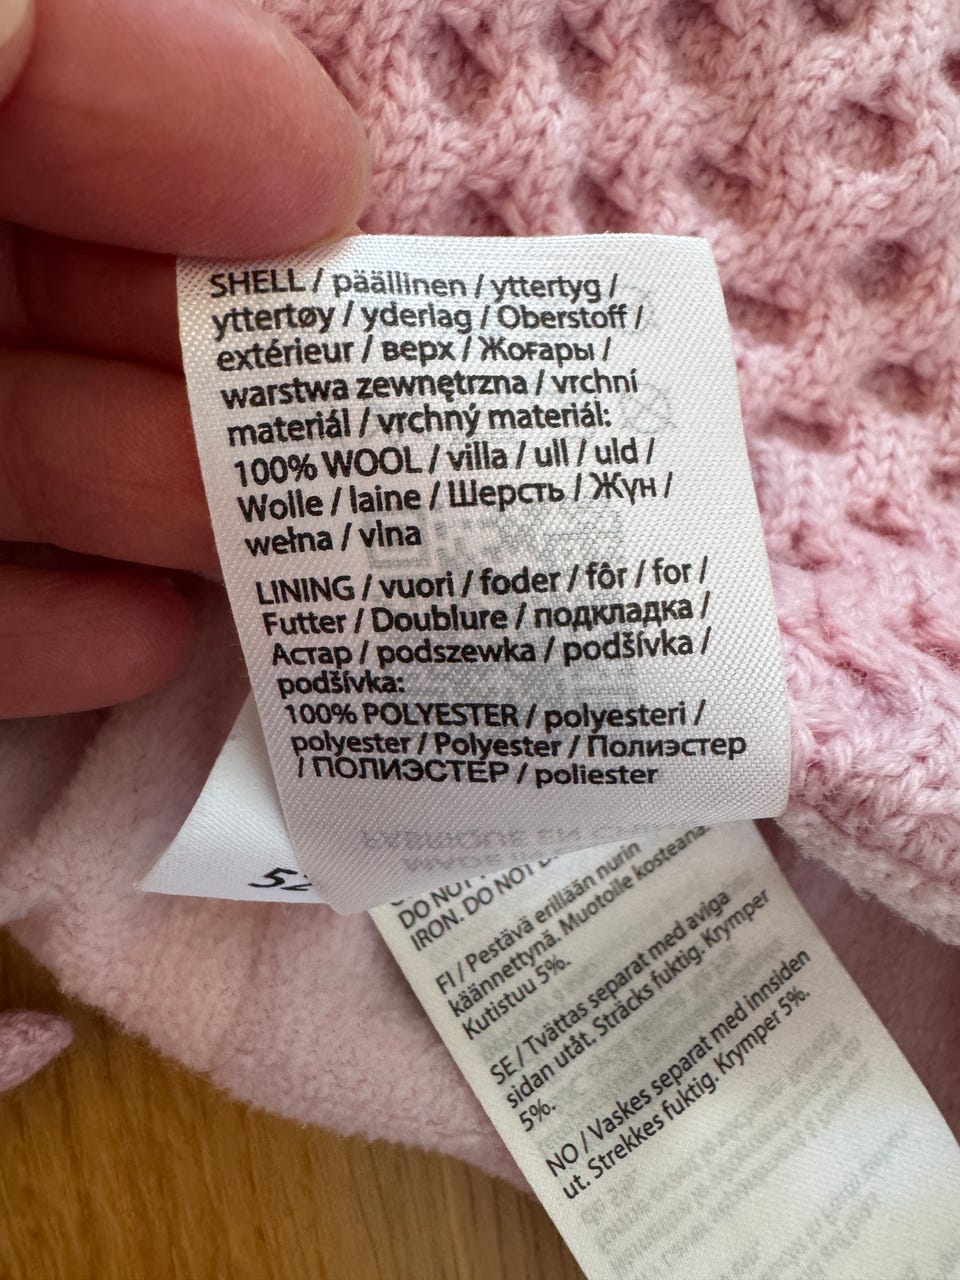 SHELL / päällinen / yttertyg /
yttertøy / yderlag / Oberstoff /
extérieur / верх / Жоғары /
warstwa zewnętrzna / vrchní
materiál / vrchný materiál:
100% WOOL / villa / ull / uld /
Wolle / laine / Шерсть / Жүн /
wełna / vlna
LINING / vuori / foder / fôr / for /
Futter / Doublure / подкладка /
Астар / podszewka / podšívka /
podšívka:
100% POLYESTER / polyesteri /
polyester / Polyester / Полиэстер
/ ПОЛИЭСТЕР / poliester
52
DO NOT
IRON. DO NOT
FI / Pestävä erillään nurin
käännettynä. Muotoile kosteana.
Kutistuu 5%.
SE / Tvättas separat med aviga
sidan utåt. Sträcks fuktig. Krymper
5%.
NO / Vaskes separat med innsiden
ut. Strekkes fuktig. Krymper 5%.